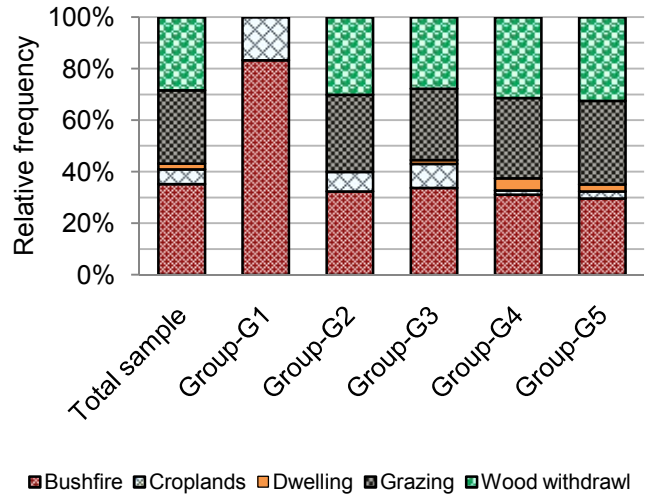 Relative frequency
100%
80%
60%
40%
20%
0%
Total sample
Group-G1
Group-G2
Group-G3
Group-G4
Group-G5
Bushfire Croplands Dwelling Grazing Wood withdrawl